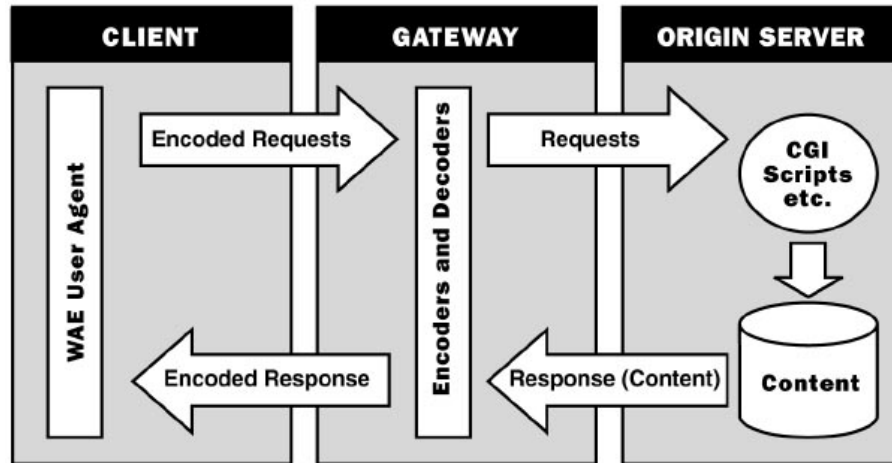 CLIENT
GATEWAY
ORIGIN SERVER
WAE User Agent
Encoded Requests
Encoders and Decoders
Requests
CGI
Scripts
etc.
Encoded Response
Response (Content)
Content